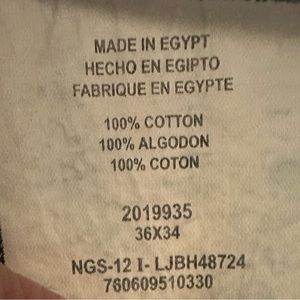 MADE IN EGYPT
HECHO EN EGIPTO
FABRIQUE EN EGYPTE
100% COTTON
100% ALGODON
100% COTON
2019935
36X34
NGS-12 I- LJBH48724
760609510330